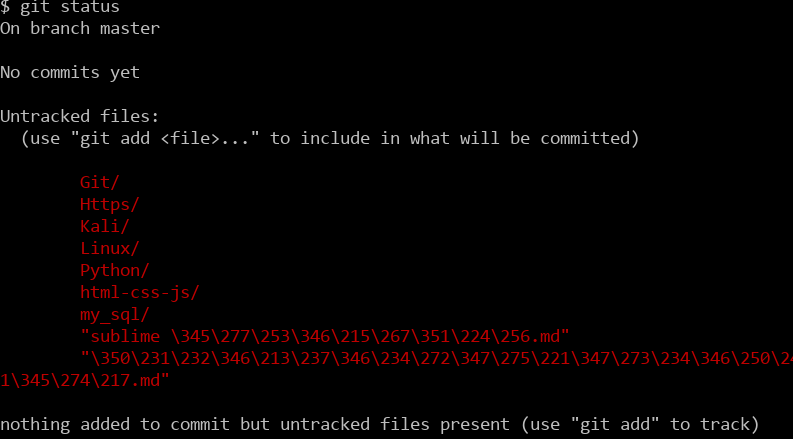 $ git status
On branch master
No commits yet
Untracked files:
(use "git add <file>..." to include in what will be committed)
Git/
Https/
Kali/
Linux/
Python/
html-css-js/
my_sql/
"sublime \345\277\253\346\215\267\351\224\256.md"
"\350\231\232\346\213\237\346\234\272\347\275\221\347\273\234\346\250\24
1\345\274\217.md"
nothing added to commit but untracked files present (use "git add" to track)